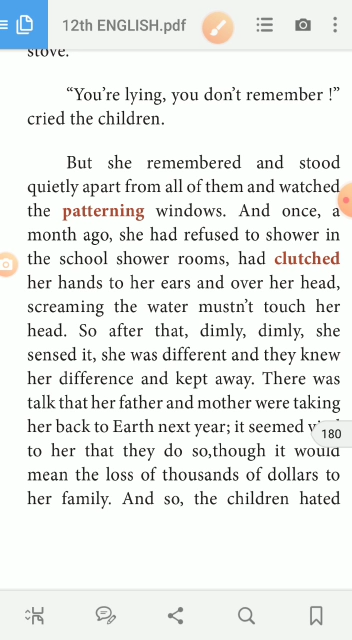 12th ENGLISH.pdf
stove.
“You’re lying, you don’t remember !”
cried the children.
But she remembered and stood
quietly apart from all of them and watched
the patterning windows. And once, a
month ago, she had refused to shower in
the school shower rooms, had clutched
her hands to her ears and over her head,
screaming the water mustn’t touch her
head. So after that, dimly, dimly, she
sensed it, she was different and they knew
her difference and kept away. There was
talk that her father and mother were taking
her back to Earth next year; it seemed
180
to her that they do so,though it would
mean the loss of thousands of dollars to
her family. And so, the children hated